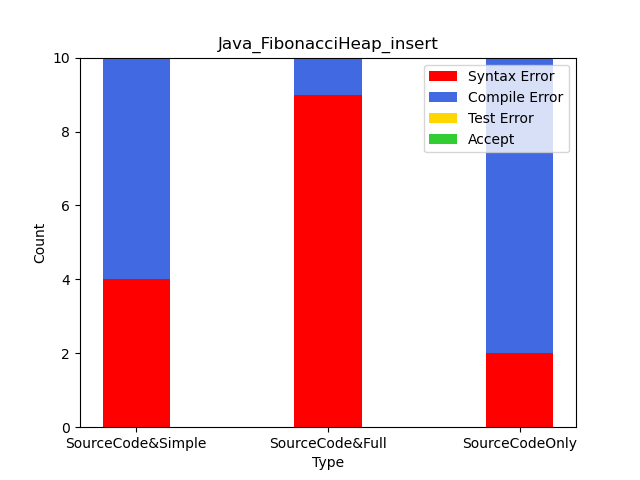 Java_FibonacciHeap_insert
Syntax Error
Compile Error
Test Error
Accept
Count
10
8
6
4
2
0
SourceCode&Simple
SourceCode&Full
SourceCodeOnly
Type